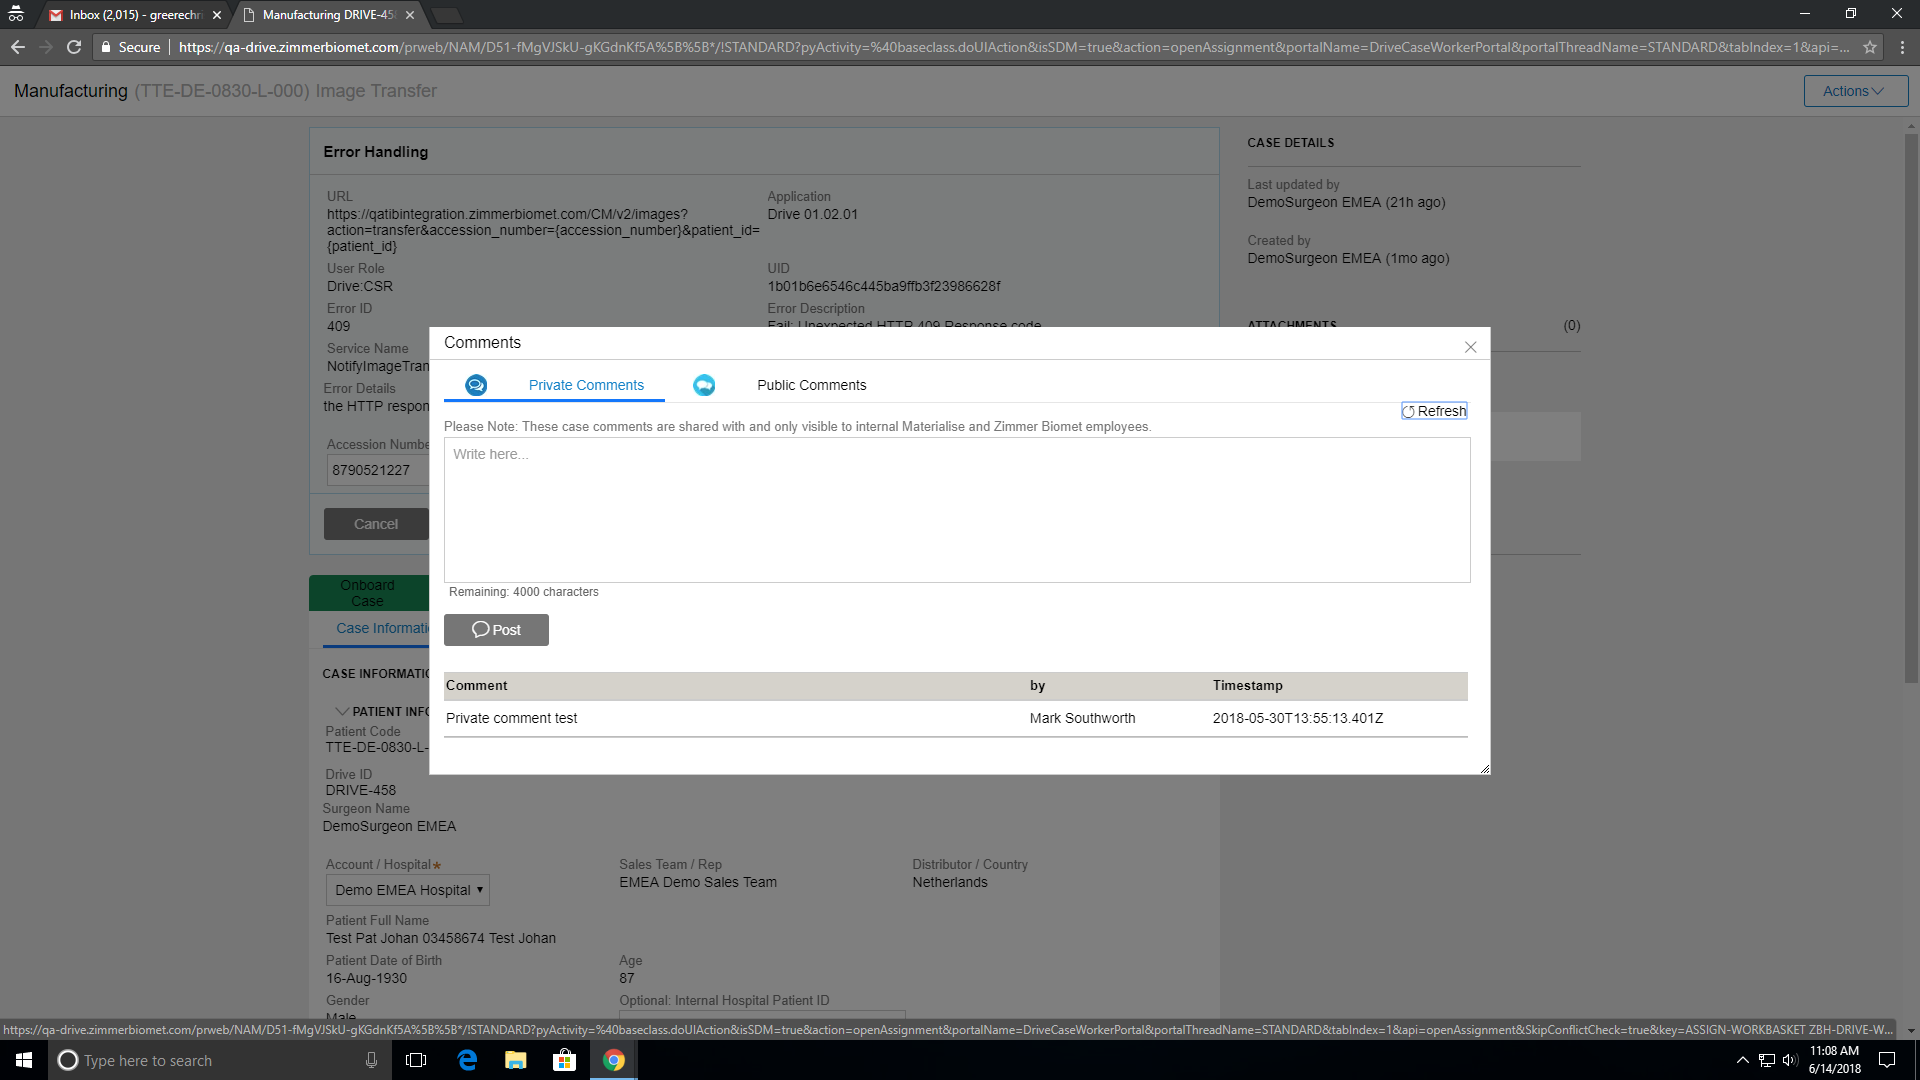 Inbox (2,015) - greerechri
Manufacturing DRIVE-458
Secure
https://qa-drive.zimmerbiomet.com/prweb/NAM/D51-fMgVJSkU-gKGdnKf5A%5B%5B*/!STANDARD?pyActivity=%40baseclass.doUIAction&isSDM=true&action=openAssignment&portalName=DriveCaseWorkerPortal&portalThreadName=STANDARD&tabIndex=1&api=...
Manufacturing (TTE-DE-0830-L-000) Image Transfer
Actions
Error Handling
URL
https://qatibintegration.zimmerbiomet.com/CM/v2/images?
action=transfer&accession_number={accession_number}&patient_id=
{patient_id}
Application
Drive 01.02.01
User Role
Drive:CSR
UID
1b01b6e6546c445ba9ffb3f23986628f
Error ID
409
Error Description
Fail: Unexpected HTTP 409 Response code
Service Name
NotifyImageTran
Error Details
the HTTP respon
Accession Numbe
8790521227
Cancel
CASE DETAILS
Last updated by
DemoSurgeon EMEA (21h ago)
Created by
DemoSurgeon EMEA (1mo ago)
ATTACHMENTS
(0)
Comments
Private Comments
Public Comments
Refresh
Please Note: These case comments are shared with and only visible to internal Materialise and Zimmer Biomet employees.
Write here...
Remaining: 4000 characters
Post
Comment by Timestamp
Private comment test Mark Southworth 2018-05-30T13:55:13.401Z
Onboard
Case
Case Informati
CASE INFORMATIO
PATIENT INFO
Patient Code
TTE-DE-0830-L-
Drive ID
DRIVE-458
Surgeon Name
DemoSurgeon EMEA
Account / Hospital★
Demo EMEA Hospital
Sales Team / Rep
EMEA Demo Sales Team
Distributor / Country
Netherlands
Patient Full Name
Test Pat Johan 03458674 Test Johan
Patient Date of Birth
16-Aug-1930
Age
87
Gender
Male
Optional: Internal Hospital Patient ID
https://qa-drive.zimmerbiomet.com/prweb/NAM/D51-fMgVJSkU-gKGdnKf5A%5B%5B*/!STANDARD?pyActivity=%40baseclass.doUIAction&isSDM=true&action=openAssignment&portalName=DriveCaseWorkerPortal&portalThreadName=STANDARD&tabIndex=1&api=openAssignment&SkipConflictCheck=true&key=ASSIGN-WORKBASKET ZBH-DRIVE-W...
Type here to search
11:08 AM
6/14/2018